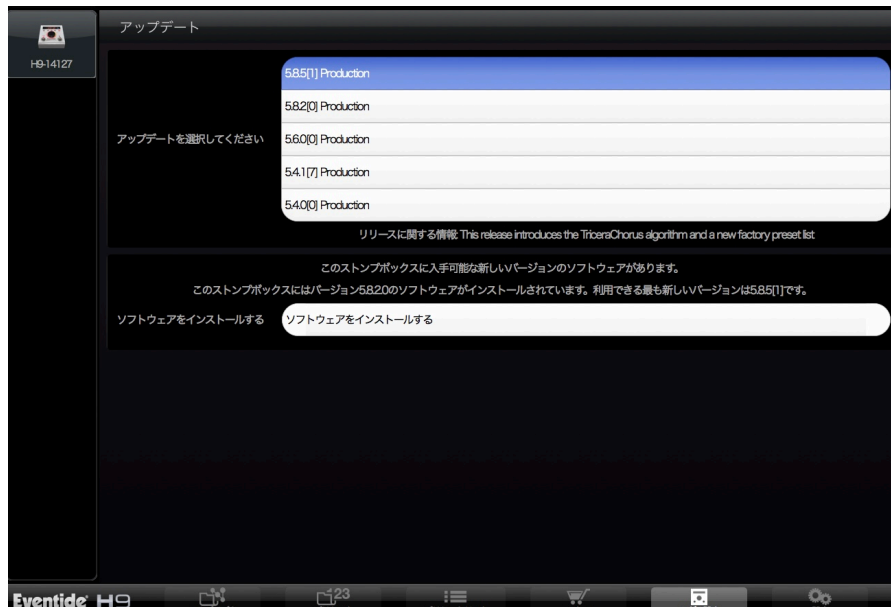 アップデート
H9-14127
5.8.5[1] Production
5.8.2[0] Production
アップデートを選択してください
5.6.0[0] Production
5.4.1[7] Production
5.4.0[0] Production
リリースに関する情報: This release introduces the TriceraChorus algorithm and a new factory preset list
このストンプボックスに入手可能な新しいバージョンのソフトウェアがあります。
このストンプボックスにはバージョン5.8.2.0のソフトウェアがインストールされています。利用できる最も新しいバージョンは5.8.5[1]です。
ソフトウェアをインストールする
ソフトウェアをインストールする
Eventide H9
23